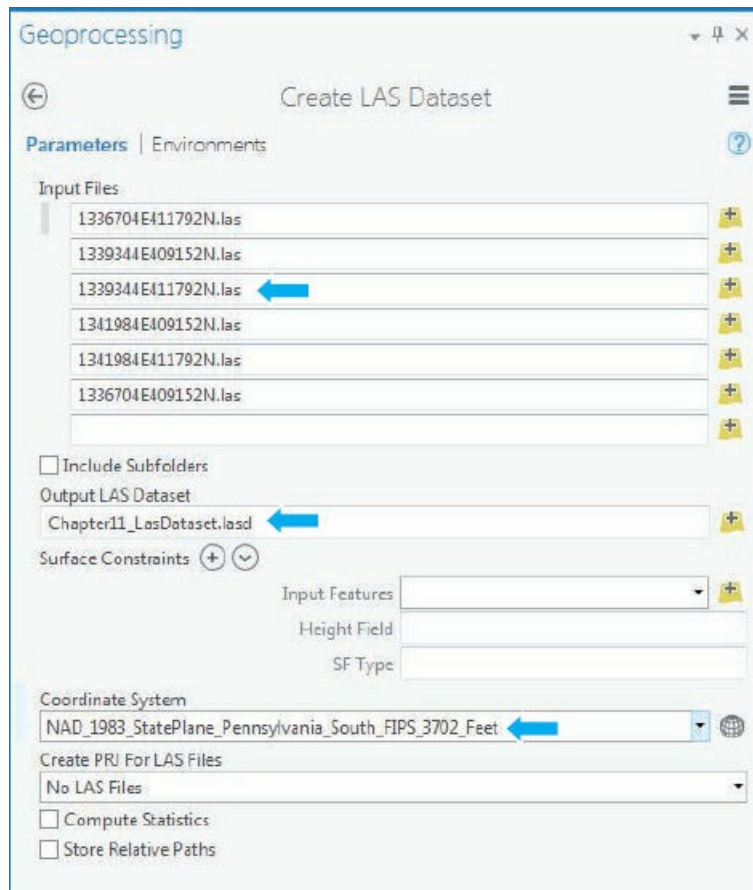 Geoprocessing
Create LAS Dataset
Parameters | Environments
Input Files
1336704E411792N.las
1339344E409152N.las
1339344E411792N.las
1341984E409152N.las
1341984E411792N.las
1336704E409152N.las
Include Subfolders
Output LAS Dataset
Chapter11_LasDataset.lasd
Surface Constraints
Input Features
Height Field
SF Type
Coordinate System
NAD_1983_StatePlane_Pennsylvania_South_FIPS_3702_Feet
Create PRJ For LAS Files
No LAS Files
Compute Statistics
Store Relative Paths